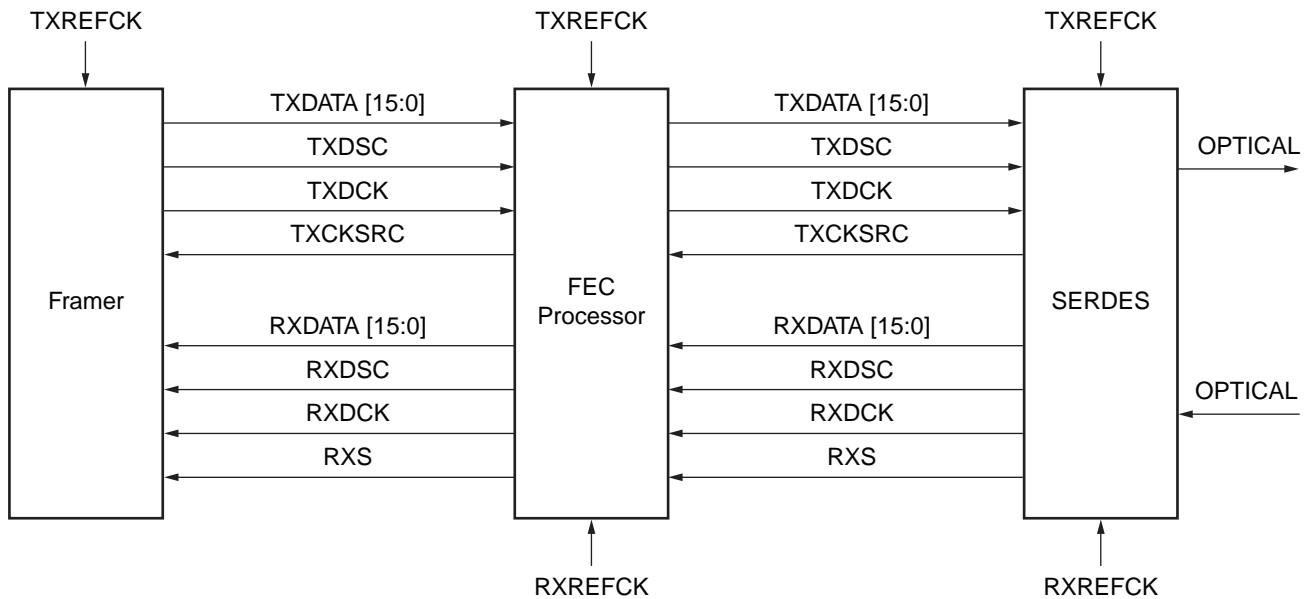 TXREFCK
TXREFCK
TXREFCK
TXDATA [15:0]
TXDATA [15:0]
TXDSC
TXDSC
OPTICAL
TXDCK
TXDCK
TXCKSRC
TXCKSRC
Framer
FEC
Processor
SERDES
RXDATA [15:0]
RXDATA [15:0]
RXDSC
RXDSC
OPTICAL
RXDCK
RXDCK
RXS
RXS
RXREFCK
RXREFCK